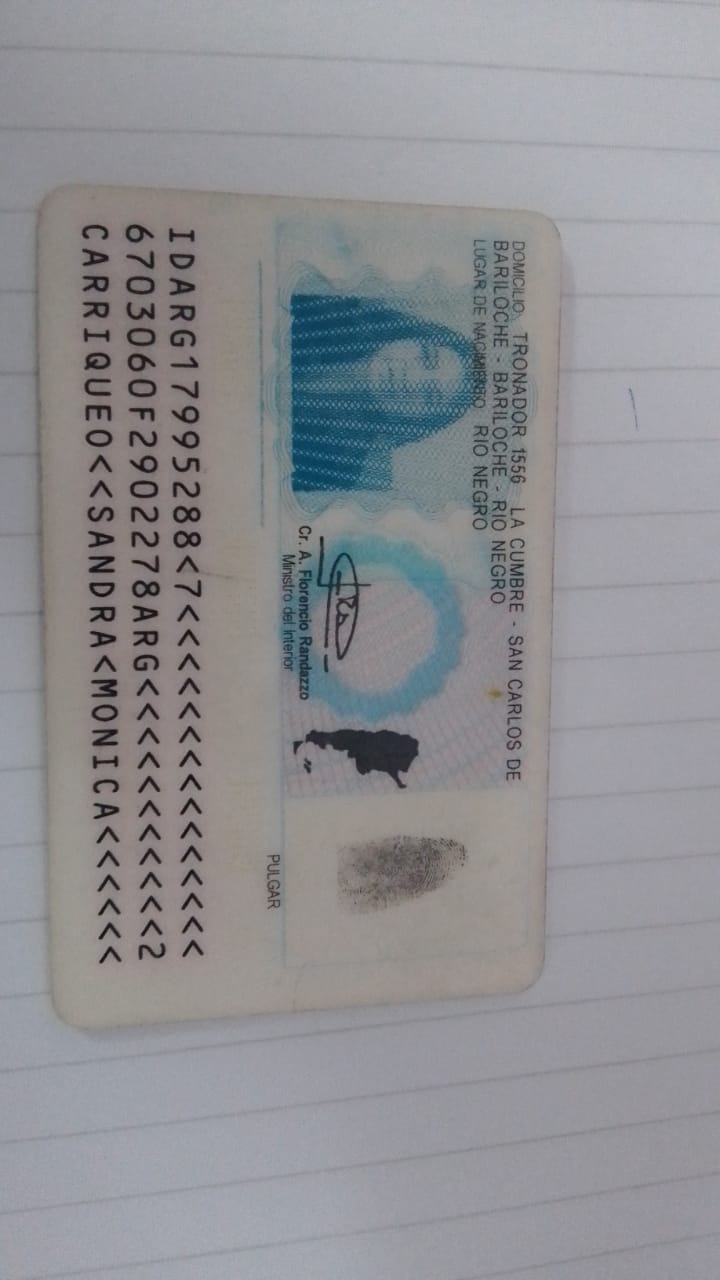 DOMICILIO: TRONADOR 1556 LA CUMBRE - SAN CARLOS DE
BARILOCHE - BARILOCHE - RIO NEGRO
LUGAR DE NACIMIENTO: RIO NEGRO
Cr. A. Florencio Randazzo
Ministro del Interior
PULGAR
IDARG17995288<7<<<<<<<<<<<<<<<
6703060F2902278ARG<<<<<<<<<<<2
CARRIQUEO<<SANDRA<MONICA<<<<<<